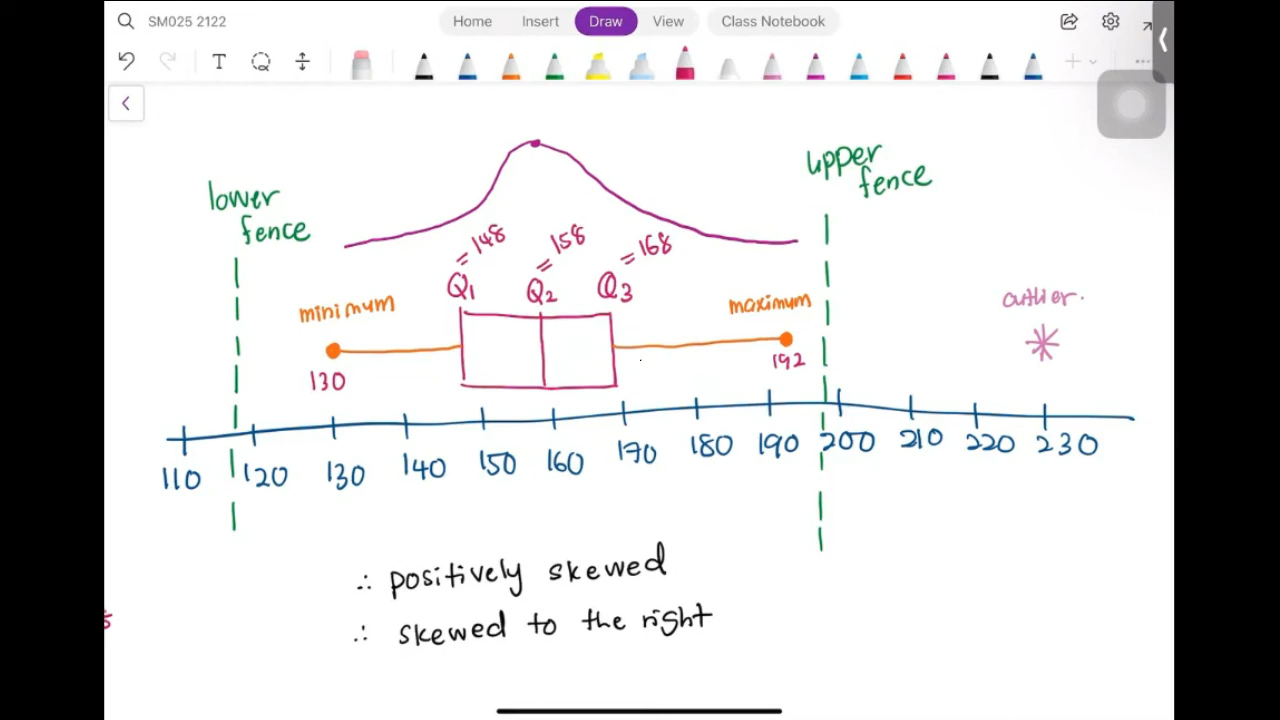 SM025 2122
Home Insert Draw View Class Notebook
T
upper
fence
lower
fence
= 148
= 158
= 168
Q1
Q2
Q3
minimum
maximum
outlier.
130
192
110 120 130 140 150 160 170 180 190 200 210 220 230
∴ positively skewed
∴ skewed to the right